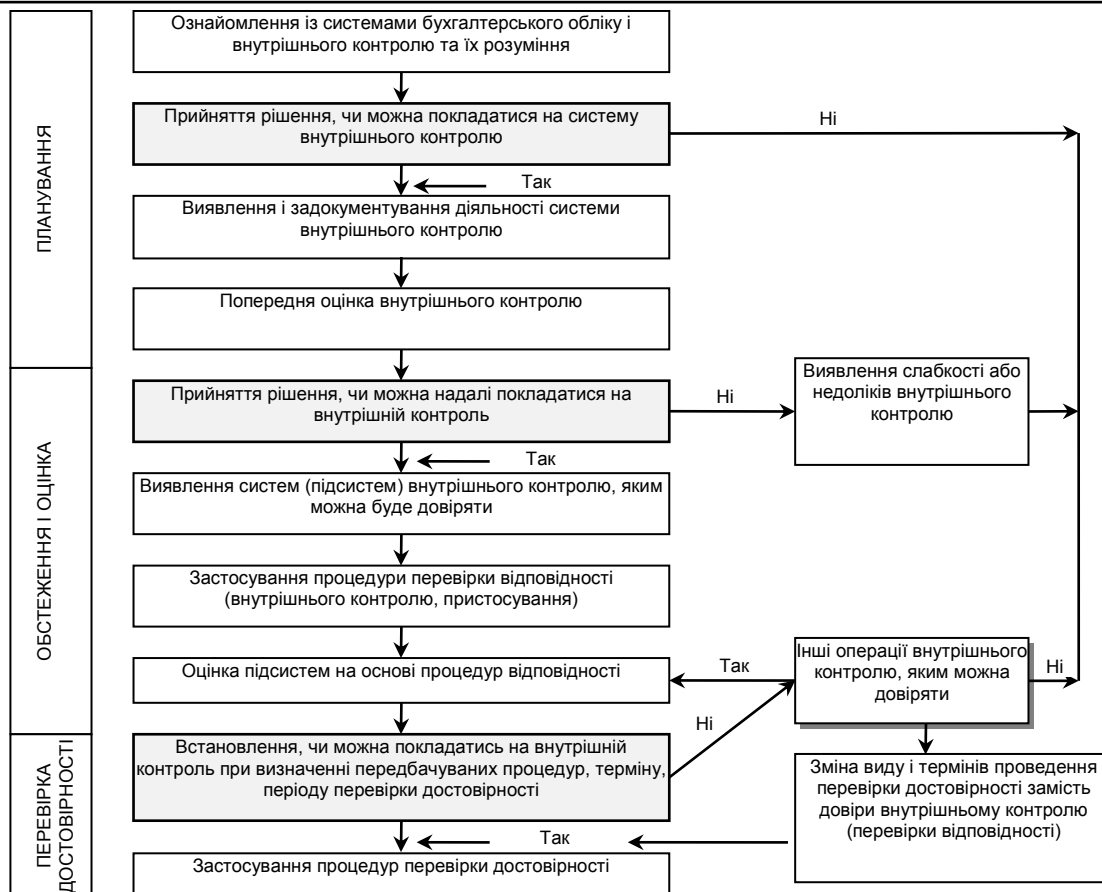 Ознайомлення із системами бухгалтерського обліку і
внутрішнього контролю та їх розуміння
ПЛАНУВАННЯ
Прийняття рішення, чи можна покладатися на систему
внутрішнього контролю
Ні
Так
Виявлення і задокументування діяльності системи
внутрішнього контролю
Попередня оцінка внутрішнього контролю
ОБСТЕЖЕННЯ І ОЦІНКА
Прийняття рішення, чи можна надалі покладатися на
внутрішній контроль
Ні
Виявлення слабкості або
недоліків внутрішнього
контролю
Так
Виявлення систем (підсистем) внутрішнього контролю, яким
можна буде довіряти
Застосування процедури перевірки відповідності
(внутрішнього контролю, пристосування)
Оцінка підсистем на основі процедур відповідності
Так
Інші операції внутрішнього
контролю, яким можна
довіряти
Ні
Ні
ПЕРЕВІРКА
ДОСТОВІРНОСТІ
Встановлення, чи можна покладатись на внутрішній
контроль при визначенні передбачуваних процедур, терміну,
періоду перевірки достовірності
Зміна виду і термінів проведення
перевірки достовірності замість
довіри внутрішньому контролю
(перевірки відповідності)
Так
Застосування процедур перевірки достовірності